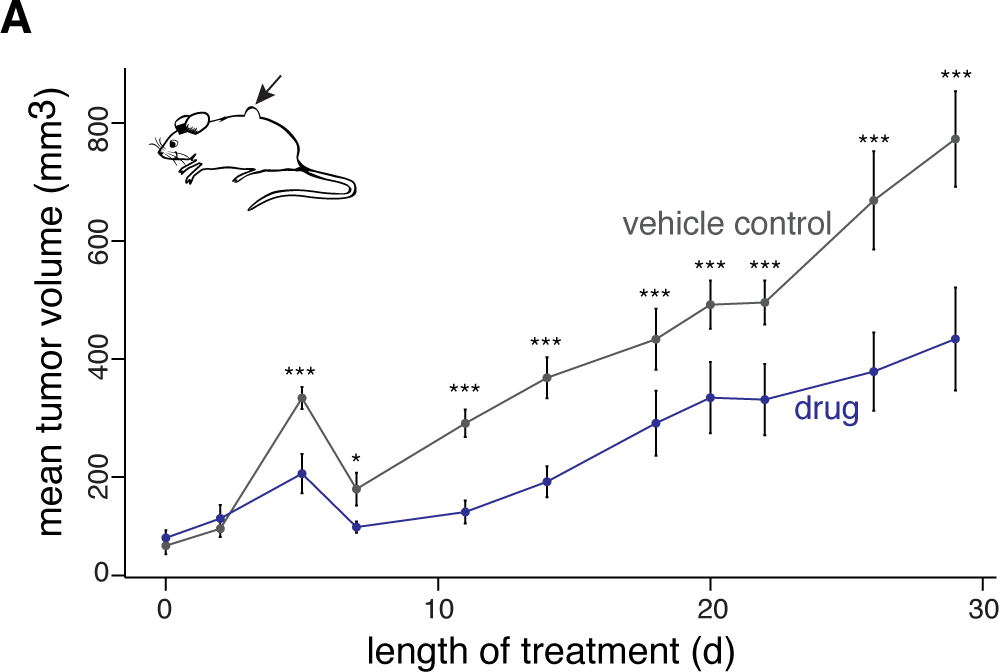 A
mean tumor volume (mm3)
800
600
400
200
0
***
***
*
***
***
***
***
***
***
***
vehicle control
drug
0 10 20 30
length of treatment (d)